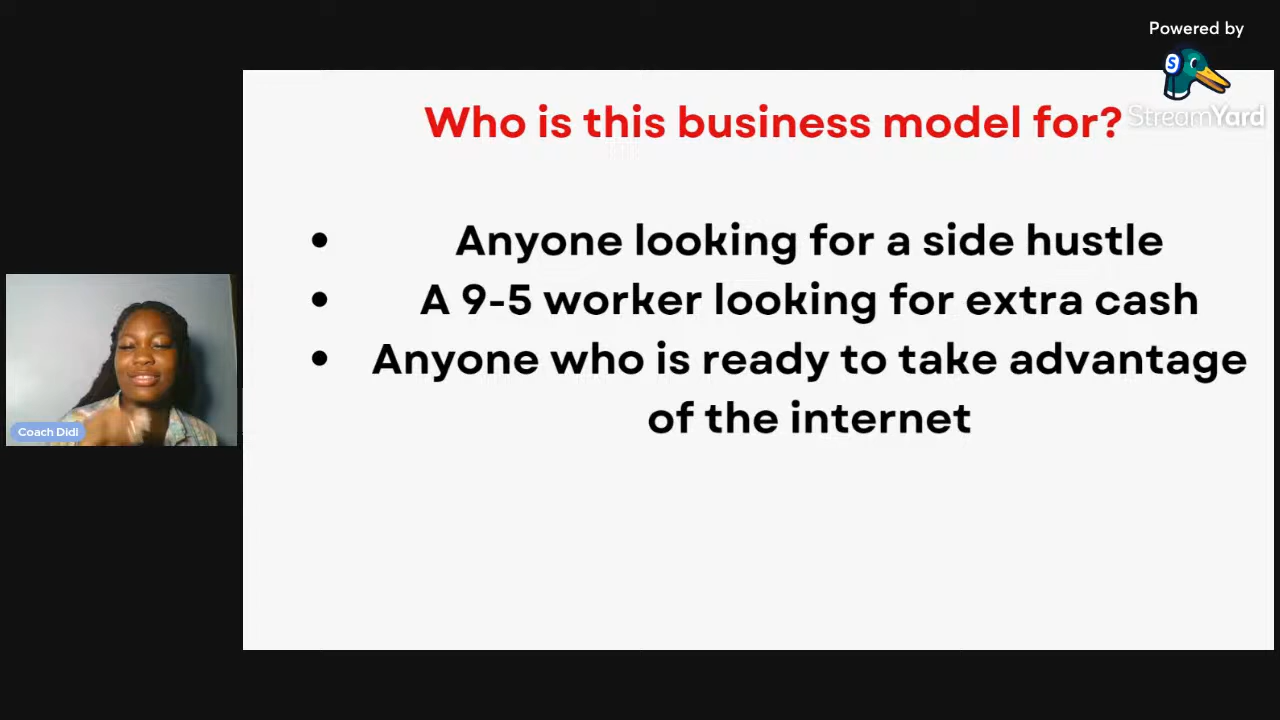 Powered by
S
StreamYard
Who is this business model for?
• Anyone looking for a side hustle
• A 9-5 worker looking for extra cash
• Anyone who is ready to take advantage
of the internet
Coach Didi